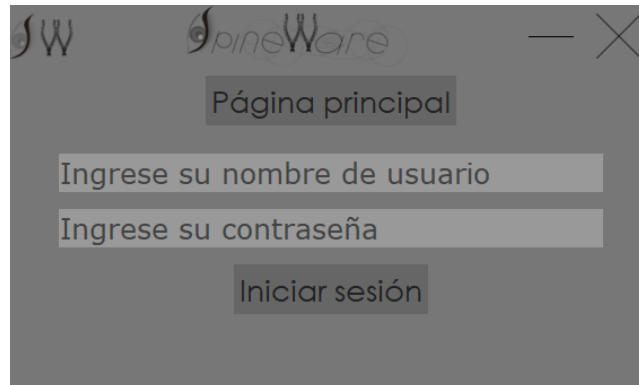 SW SpineWare
Página principal
Ingrese su nombre de usuario
Ingrese su contraseña
Iniciar sesión